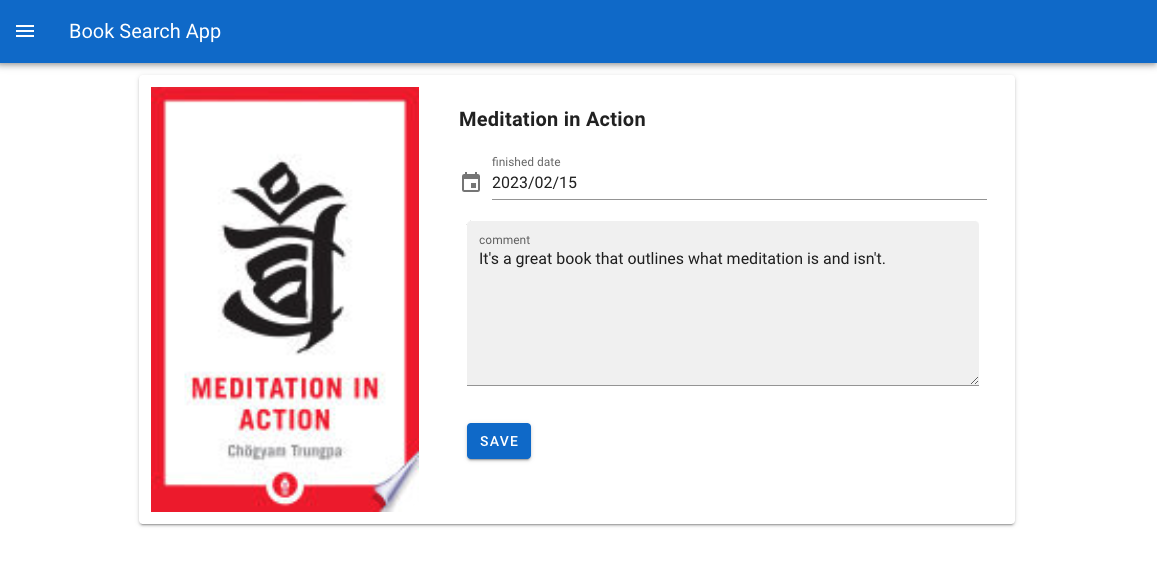 Book Search App
MEDITATION IN
ACTION
Chögyam Trungpa
Meditation in Action
finished date
2023/02/15
comment
It's a great book that outlines what meditation is and isn't.
SAVE